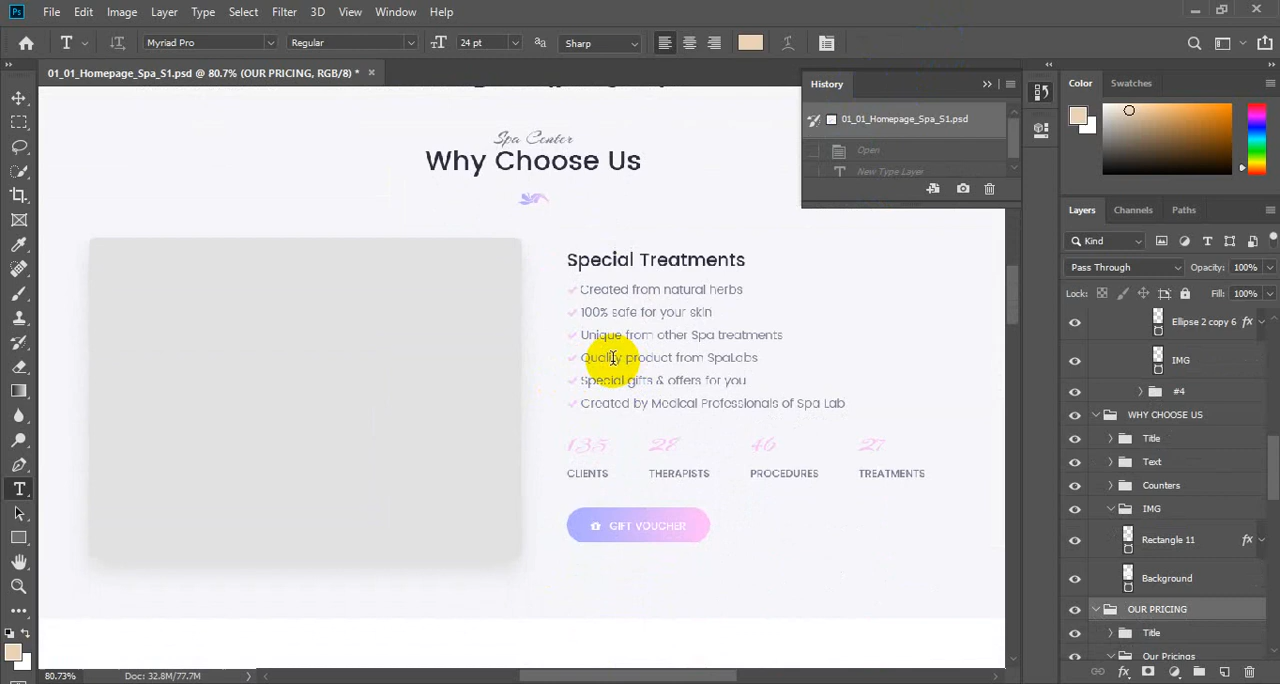 File Edit Image Layer Type Select Filter 3D View Window Help
Myriad Pro Regular 24 pt Sharp
01_01_Homepage_Spa_S1.psd @ 80.7% (OUR PRICING, RGB/8) *
History
01_01_Homepage_Spa_S1.psd
Open
New Type Layer
Color Swatches
Layers Channels Paths
Kind
Pass Through Opacity: 100%
Lock: Fill: 100%
Ellipse 2 copy 6 fx
IMG
#4
WHY CHOOSE US
Title
Text
Counters
IMG
Rectangle 11 fx
Background
OUR PRICING
Title
Our Pricings
Spa Center
Why Choose Us
Special Treatments
Created from natural herbs
100% safe for your skin
Unique from other Spa treatments
Quality product from SpaLabs
Special gifts & offers for you
Created by Medical Professionals of Spa Lab
135 28 46 27
CLIENTS THERAPISTS PROCEDURES TREATMENTS
GIFT VOUCHER
80.73% Doc: 32.8M/77.7M